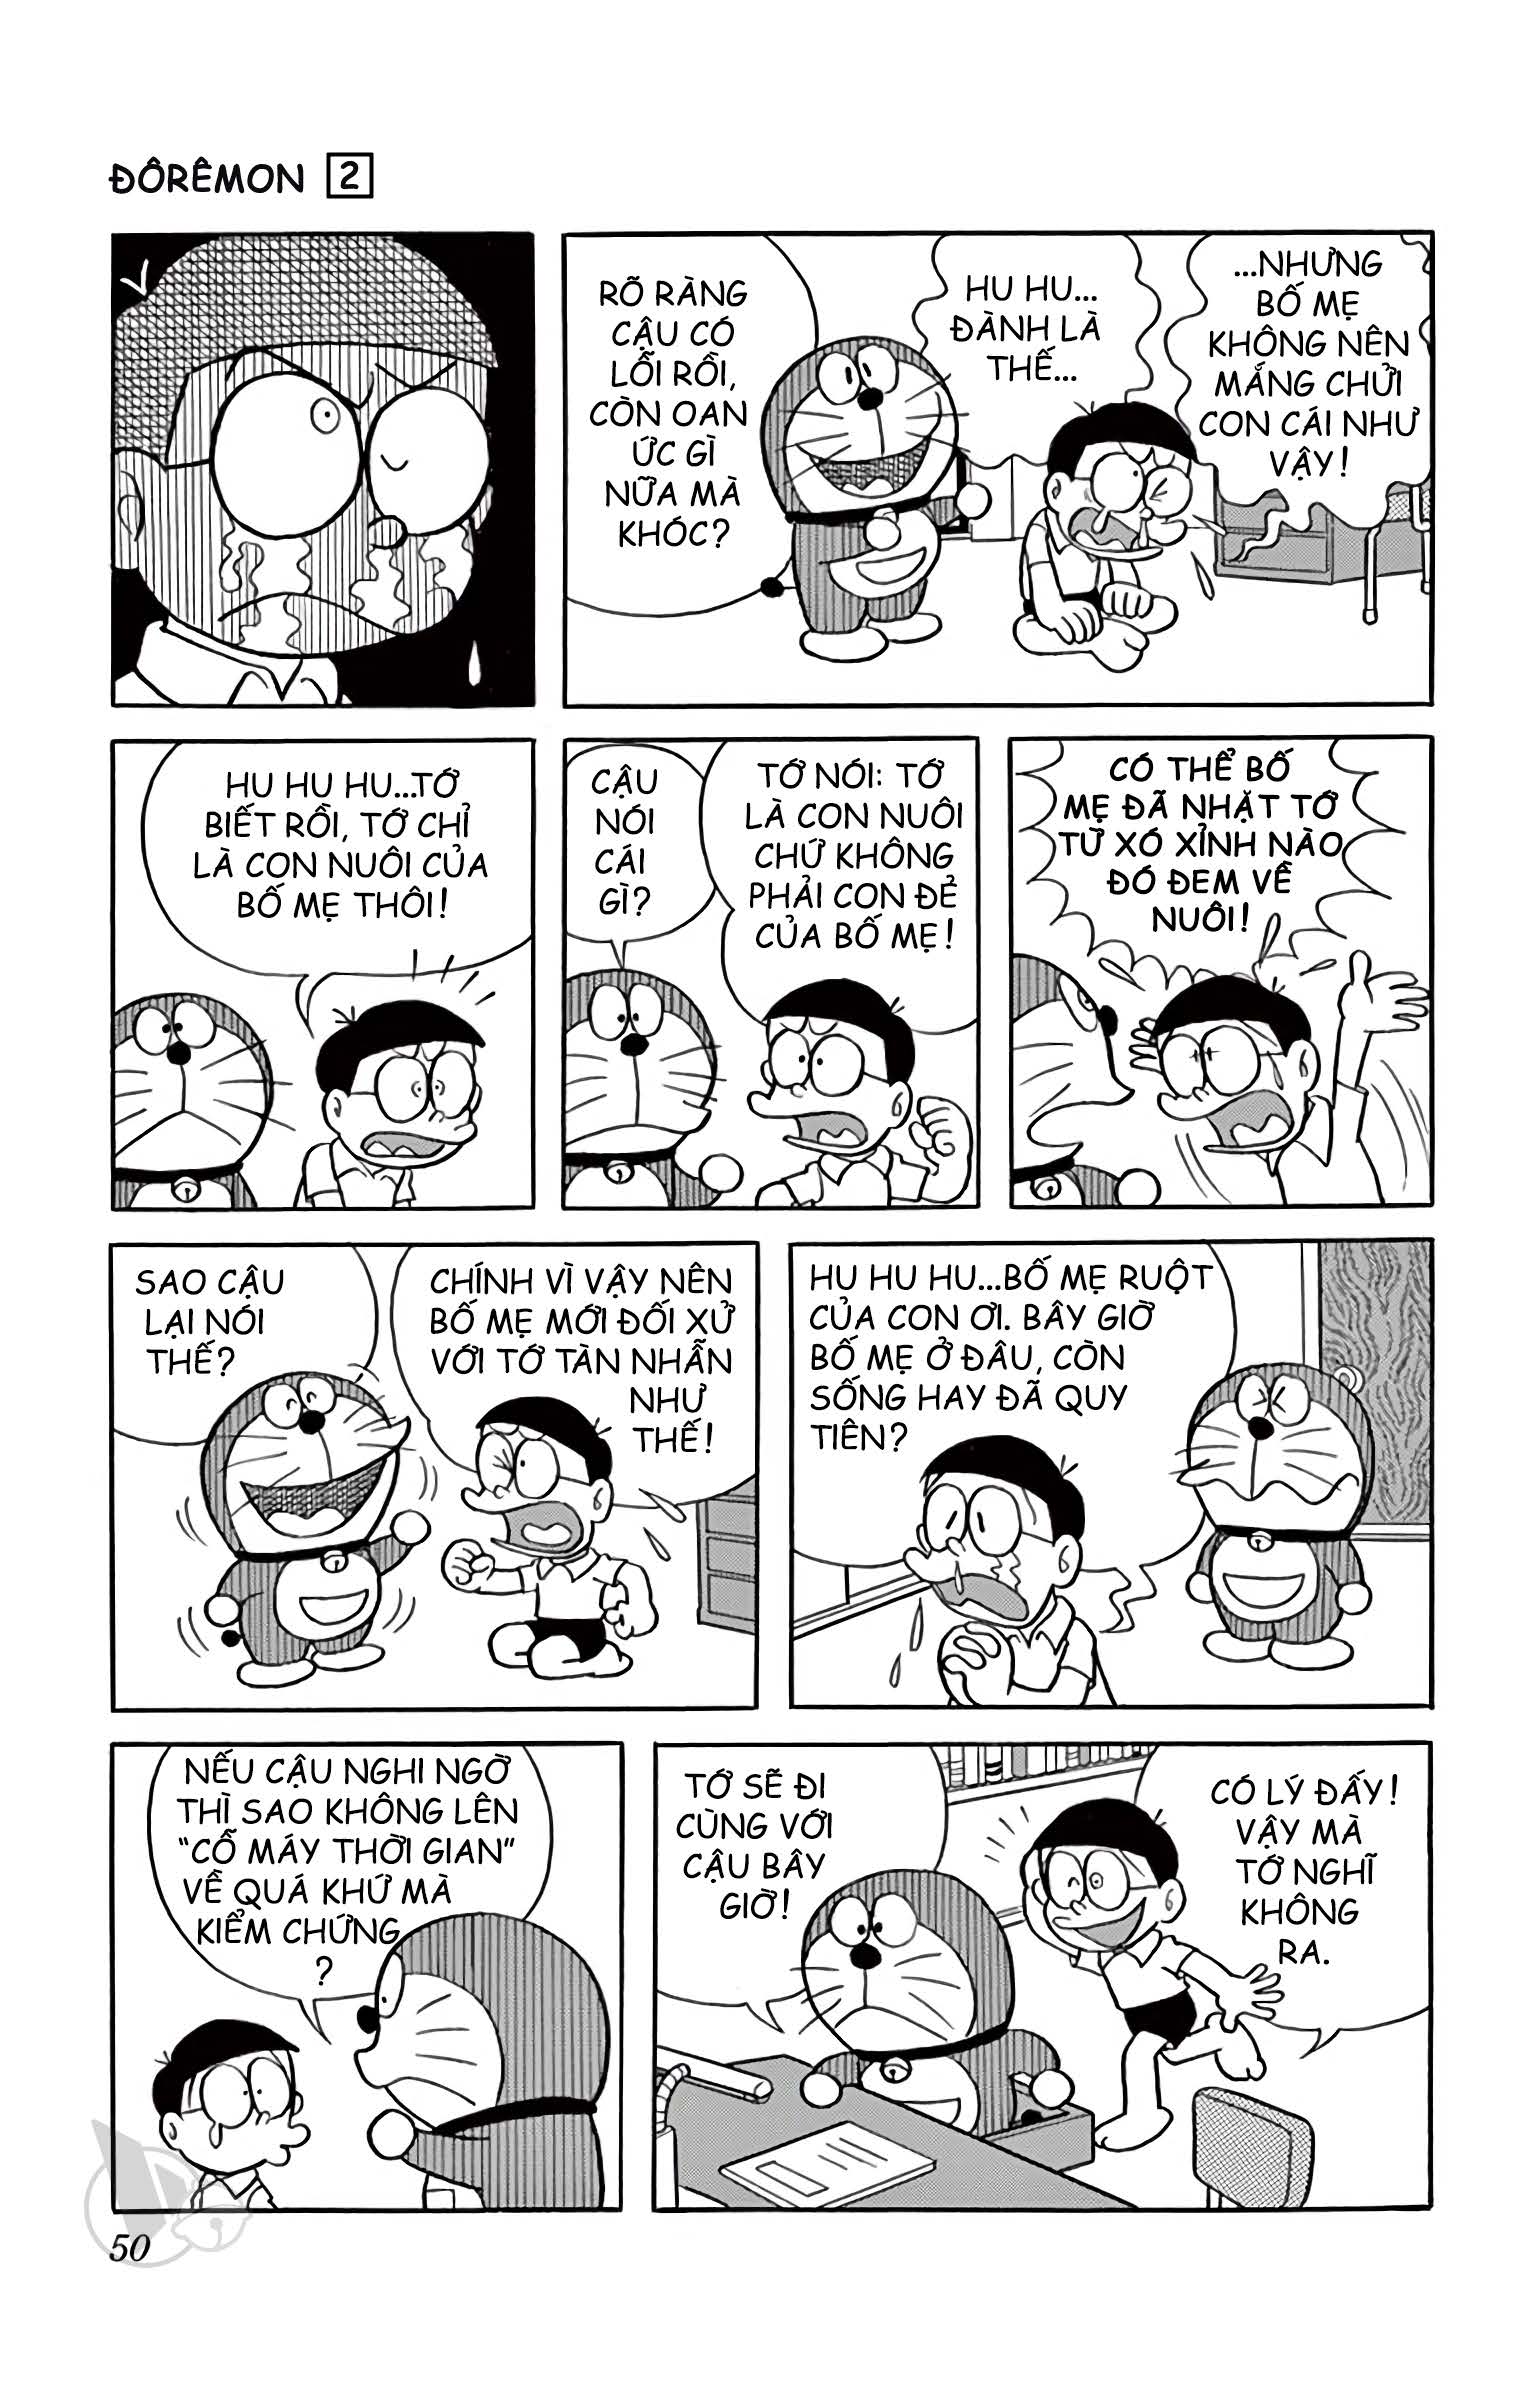 ĐÔRÊMON 2
RÕ RÀNG
CẬU CÓ
LỖI RỒI,
CÒN OAN
ỨC GÌ
NỮA MÀ
KHÓC?
HU HU...
ĐÀNH LÀ
THẾ...
...NHƯNG
BỐ MẸ
KHÔNG NÊN
MẮNG CHỬI
CON CÁI NHƯ
VẬY!
HU HU HU...TỚ
BIẾT RỒI, TỚ CHỈ
LÀ CON NUÔI CỦA
BỐ MẸ THÔI!
CẬU
NÓI
CÁI
GÌ?
TỚ NÓI: TỚ
LÀ CON NUÔI
CHỨ KHÔNG
PHẢI CON ĐẺ
CỦA BỐ MẸ!
CÓ THỂ BỐ
MẸ ĐÃ NHẶT TỚ
TỪ XÓ XỈNH NÀO
ĐÓ ĐEM VỀ
NUÔI!
SAO CẬU
LẠI NÓI
THẾ?
CHÍNH VÌ VẬY NÊN
BỐ MẸ MỚI ĐỐI XỬ
VỚI TỚ TÀN NHẪN
NHƯ
THẾ!
HU HU HU...BỐ MẸ RUỘT
CỦA CON ƠI. BÂY GIỜ
BỐ MẸ Ở ĐÂU, CÒN
SỐNG HAY ĐÃ QUY
TIÊN?
NẾU CẬU NGHI NGỜ
THÌ SAO KHÔNG LÊN
“CỖ MÁY THỜI GIAN”
VỀ QUÁ KHỨ MÀ
KIỂM CHỨNG
?
TỚ SẼ ĐI
CÙNG VỚI
CẬU BÂY
GIỜ!
CÓ LÝ ĐẤY!
VẬY MÀ
TỚ NGHĨ
KHÔNG
RA.
50